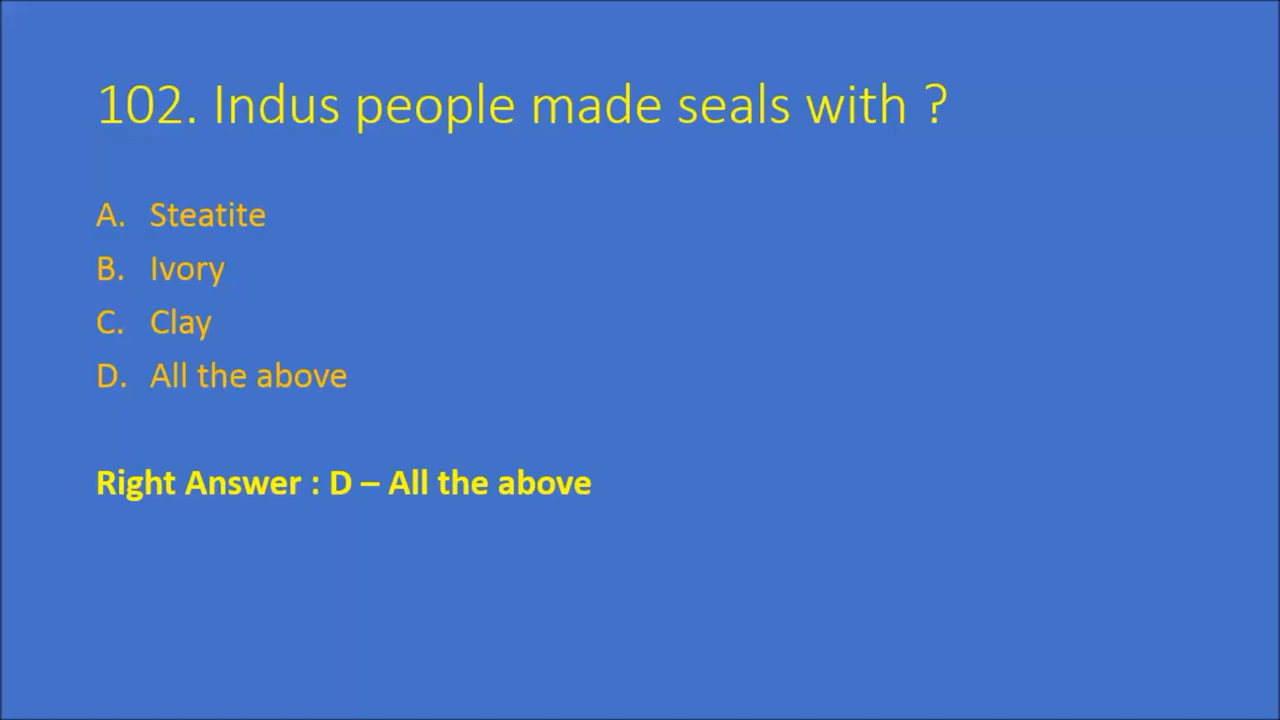 102. Indus people made seals with ?
A. Steatite
B. Ivory
C. Clay
D. All the above
Right Answer : D – All the above